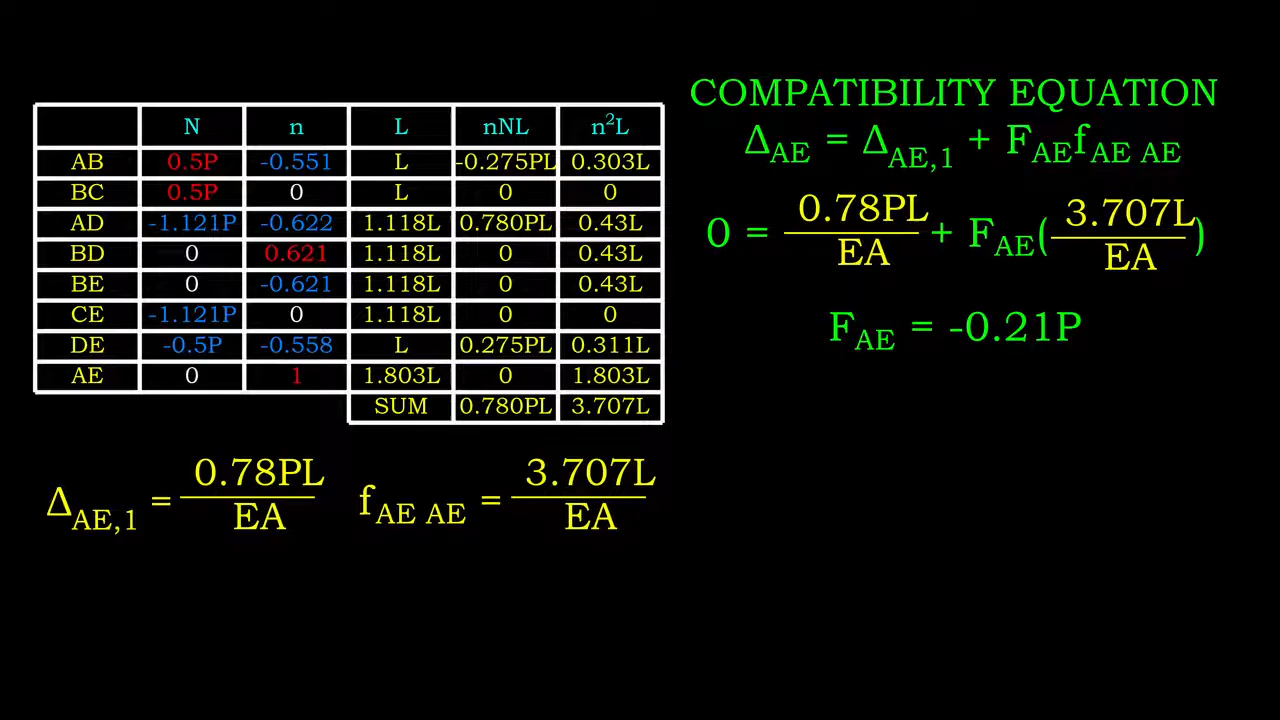 N n L nNL n²L
AB 0.5P -0.551 L -0.275PL 0.303L
BC 0.5P 0 L 0 0
AD -1.121P -0.622 1.118L 0.780PL 0.43L
BD 0 0.621 1.118L 0 0.43L
BE 0 -0.621 1.118L 0 0.43L
CE -1.121P 0 1.118L 0 0
DE -0.5P -0.558 L 0.275PL 0.311L
AE 0 1 1.803L 0 1.803L
SUM 0.780PL 3.707L
Δ_AE,1 = 0.78PL/EA f_AE AE = 3.707L/EA
COMPATIBILITY EQUATION
Δ_AE = Δ_AE,1 + F_AE f_AE AE
0 = 0.78PL/EA + F_AE(3.707L/EA)
F_AE = -0.21P